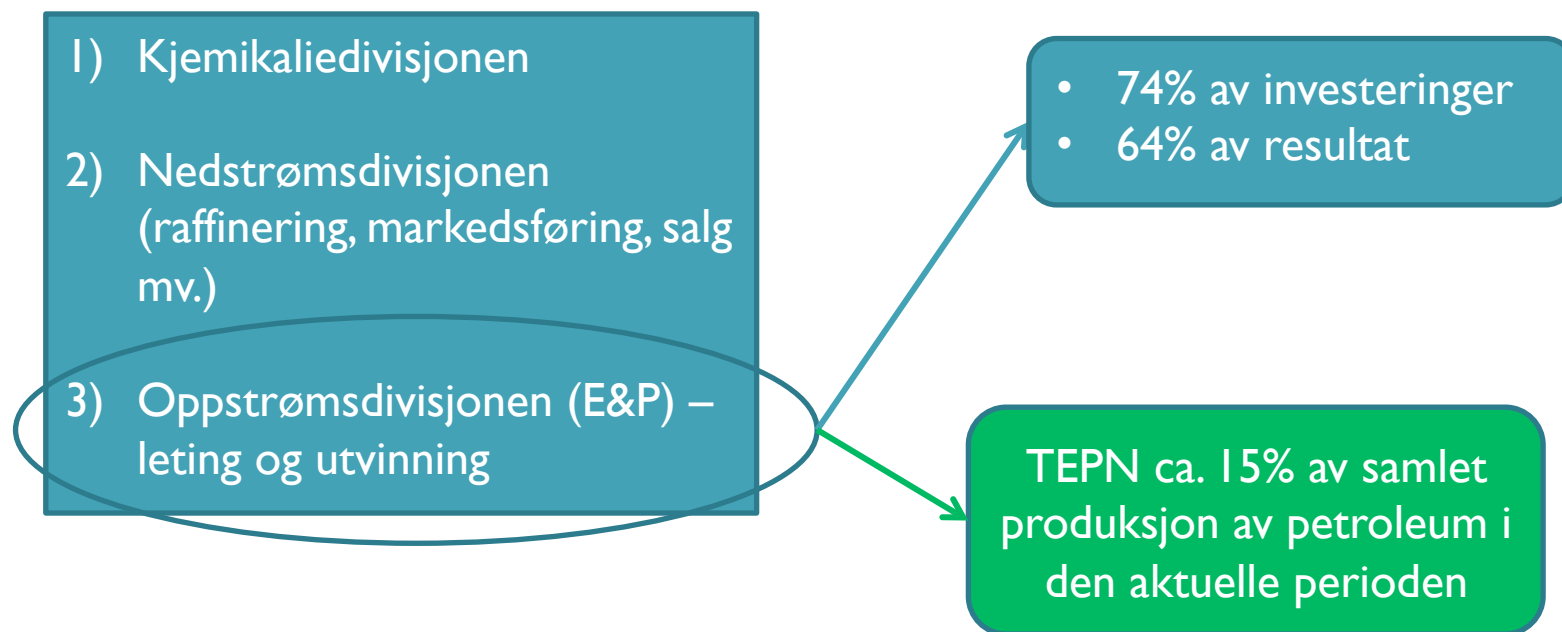 1) Kjemikaliedivisjonen
2) Nedstrømsdivisjonen
(raffinering, markedsføring, salg
mv.)
3) Oppstrømsdivisjonen (E&P) –
leting og utvinning
• 74% av investeringer
• 64% av resultat
TEPN ca. 15% av samlet
produksjon av petroleum i
den aktuelle perioden